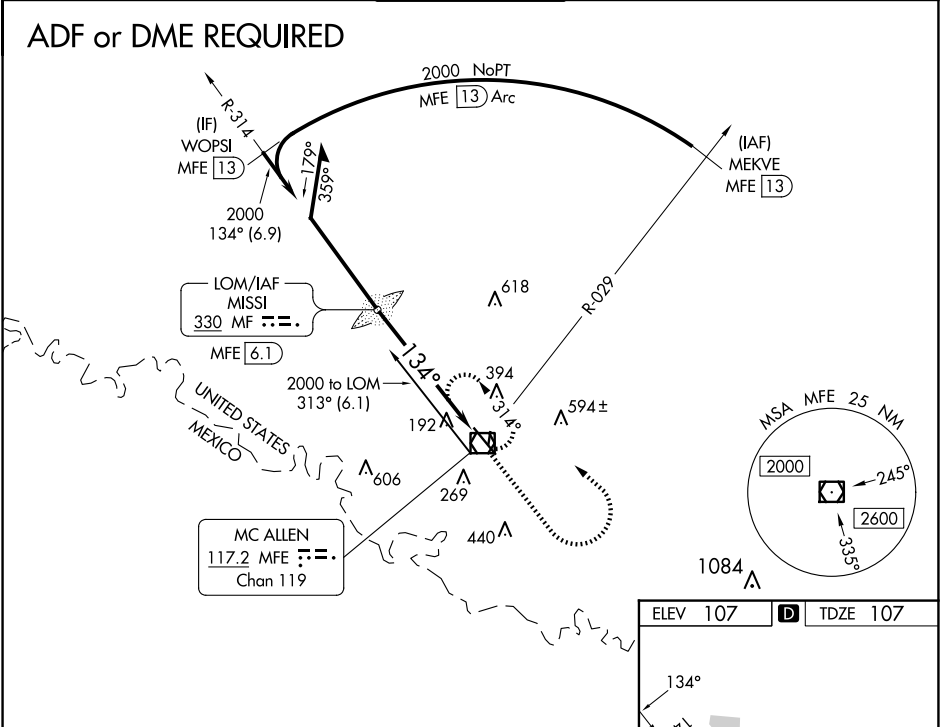 ADF or DME REQUIRED
2000 NoPT
MFE 13 Arc
R-314
(IF)
WOPSI
MFE 13
179°
359°
(IAF)
MEKVE
MFE 13
2000
134° (6.9)
LOM/IAF
MISSI
330 MF
MFE 6.1
618
R-029
134°
2000 to LOM
313° (6.1)
394
314°
594±
192
UNITED STATES
MEXICO
606
269
440
MC ALLEN
117.2 MFE
Chan 119
MSA MFE 25 NM
2000
245°
2600
335°
1084
ELEV 107 D TDZE 107
134°